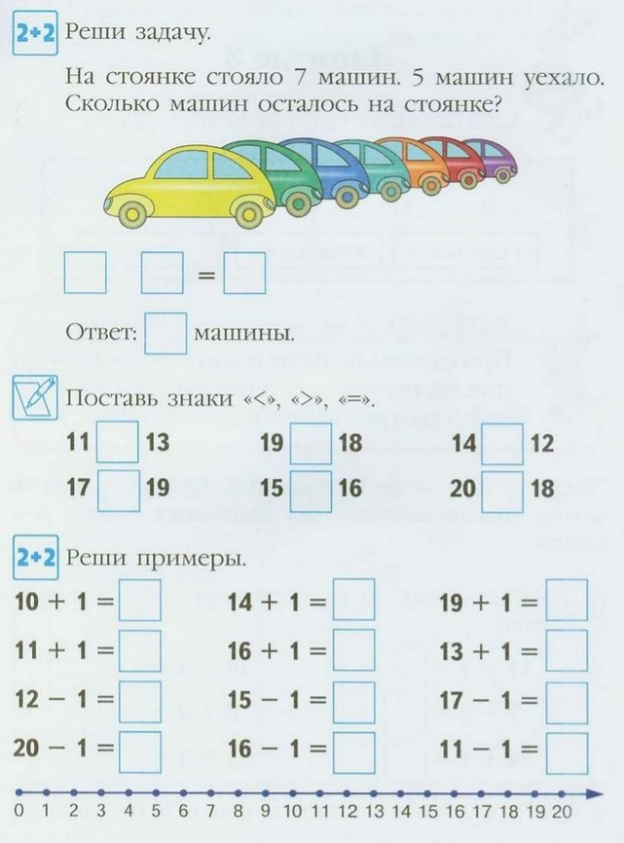 2+2 Реши задачу.
На стоянке стояло 7 машин. 5 машин уехало.
Сколько машин осталось на стоянке?
=
Ответ: машины.
Поставь знаки «<», «>», «=».
11 13 19 18 14 12
17 19 15 16 20 18
2+2 Реши примеры.
10 + 1 = 14 + 1 = 19 + 1 =
11 + 1 = 16 + 1 = 13 + 1 =
12 − 1 = 15 − 1 = 17 − 1 =
20 − 1 = 16 − 1 = 11 − 1 =
0 1 2 3 4 5 6 7 8 9 10 11 12 13 14 15 16 17 18 19 20